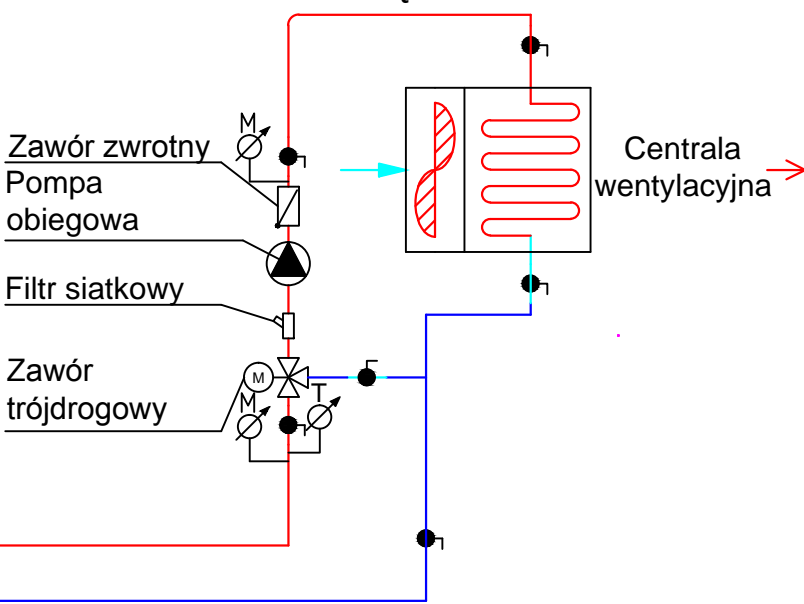 Zawór zwrotny
Pompa
obiegowa
Filtr siatkowy
Zawór
trójdrogowy
M
M
M
T
Centrala
wentylacyjna